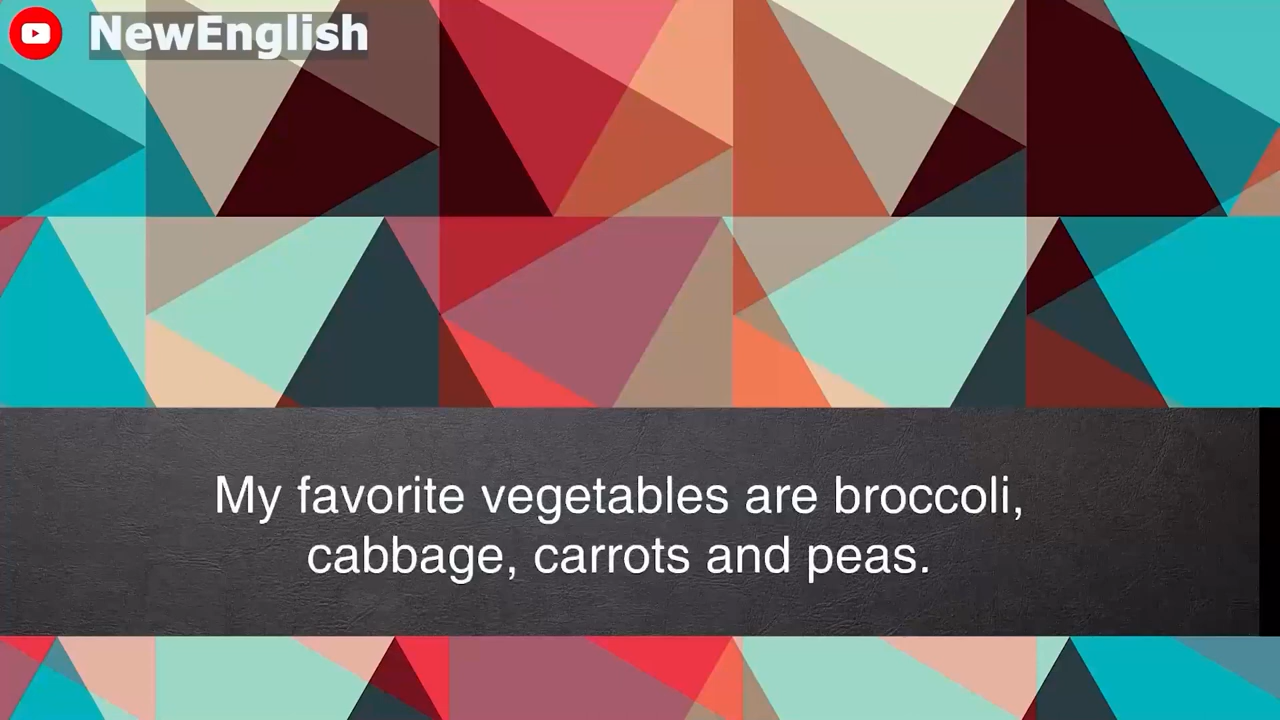 NewEnglish
My favorite vegetables are broccoli,
cabbage, carrots and peas.